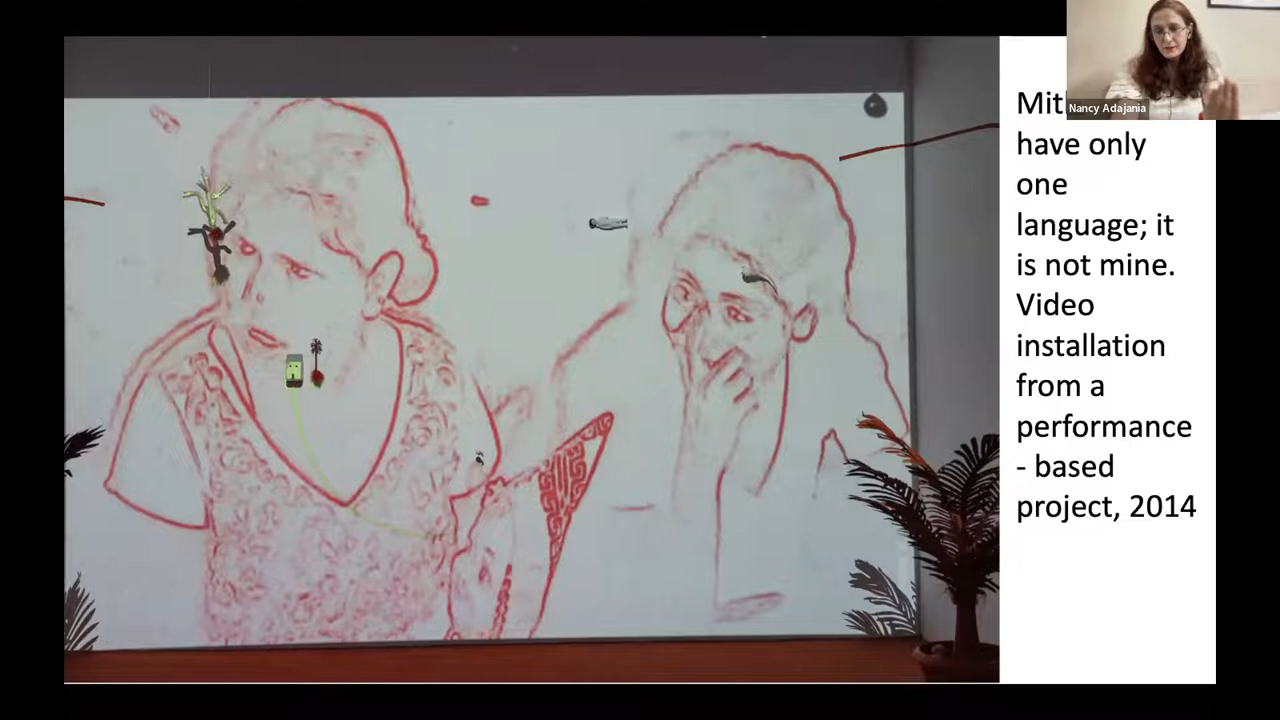 Nancy Adajania
Mit
have only
one
language; it
is not mine.
Video
installation
from a
performance
- based
project, 2014